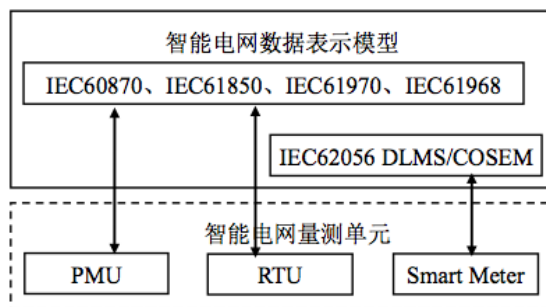 智能电网数据表示模型
IEC60870、IEC61850、IEC61970、IEC61968
IEC62056 DLMS/COSEM
智能电网量测单元
PMU
RTU
Smart Meter